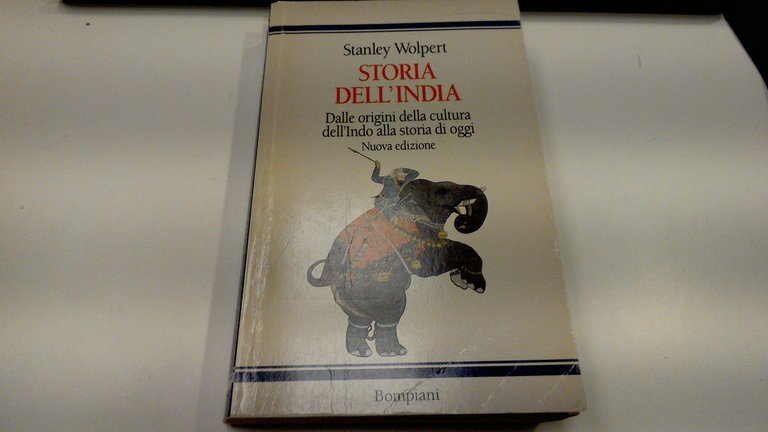 Stanley Wolpert
STORIA
DELL'INDIA
Dalle origini della cultura
dell'Indo alla storia di oggi
Nuova edizione
Bompiani